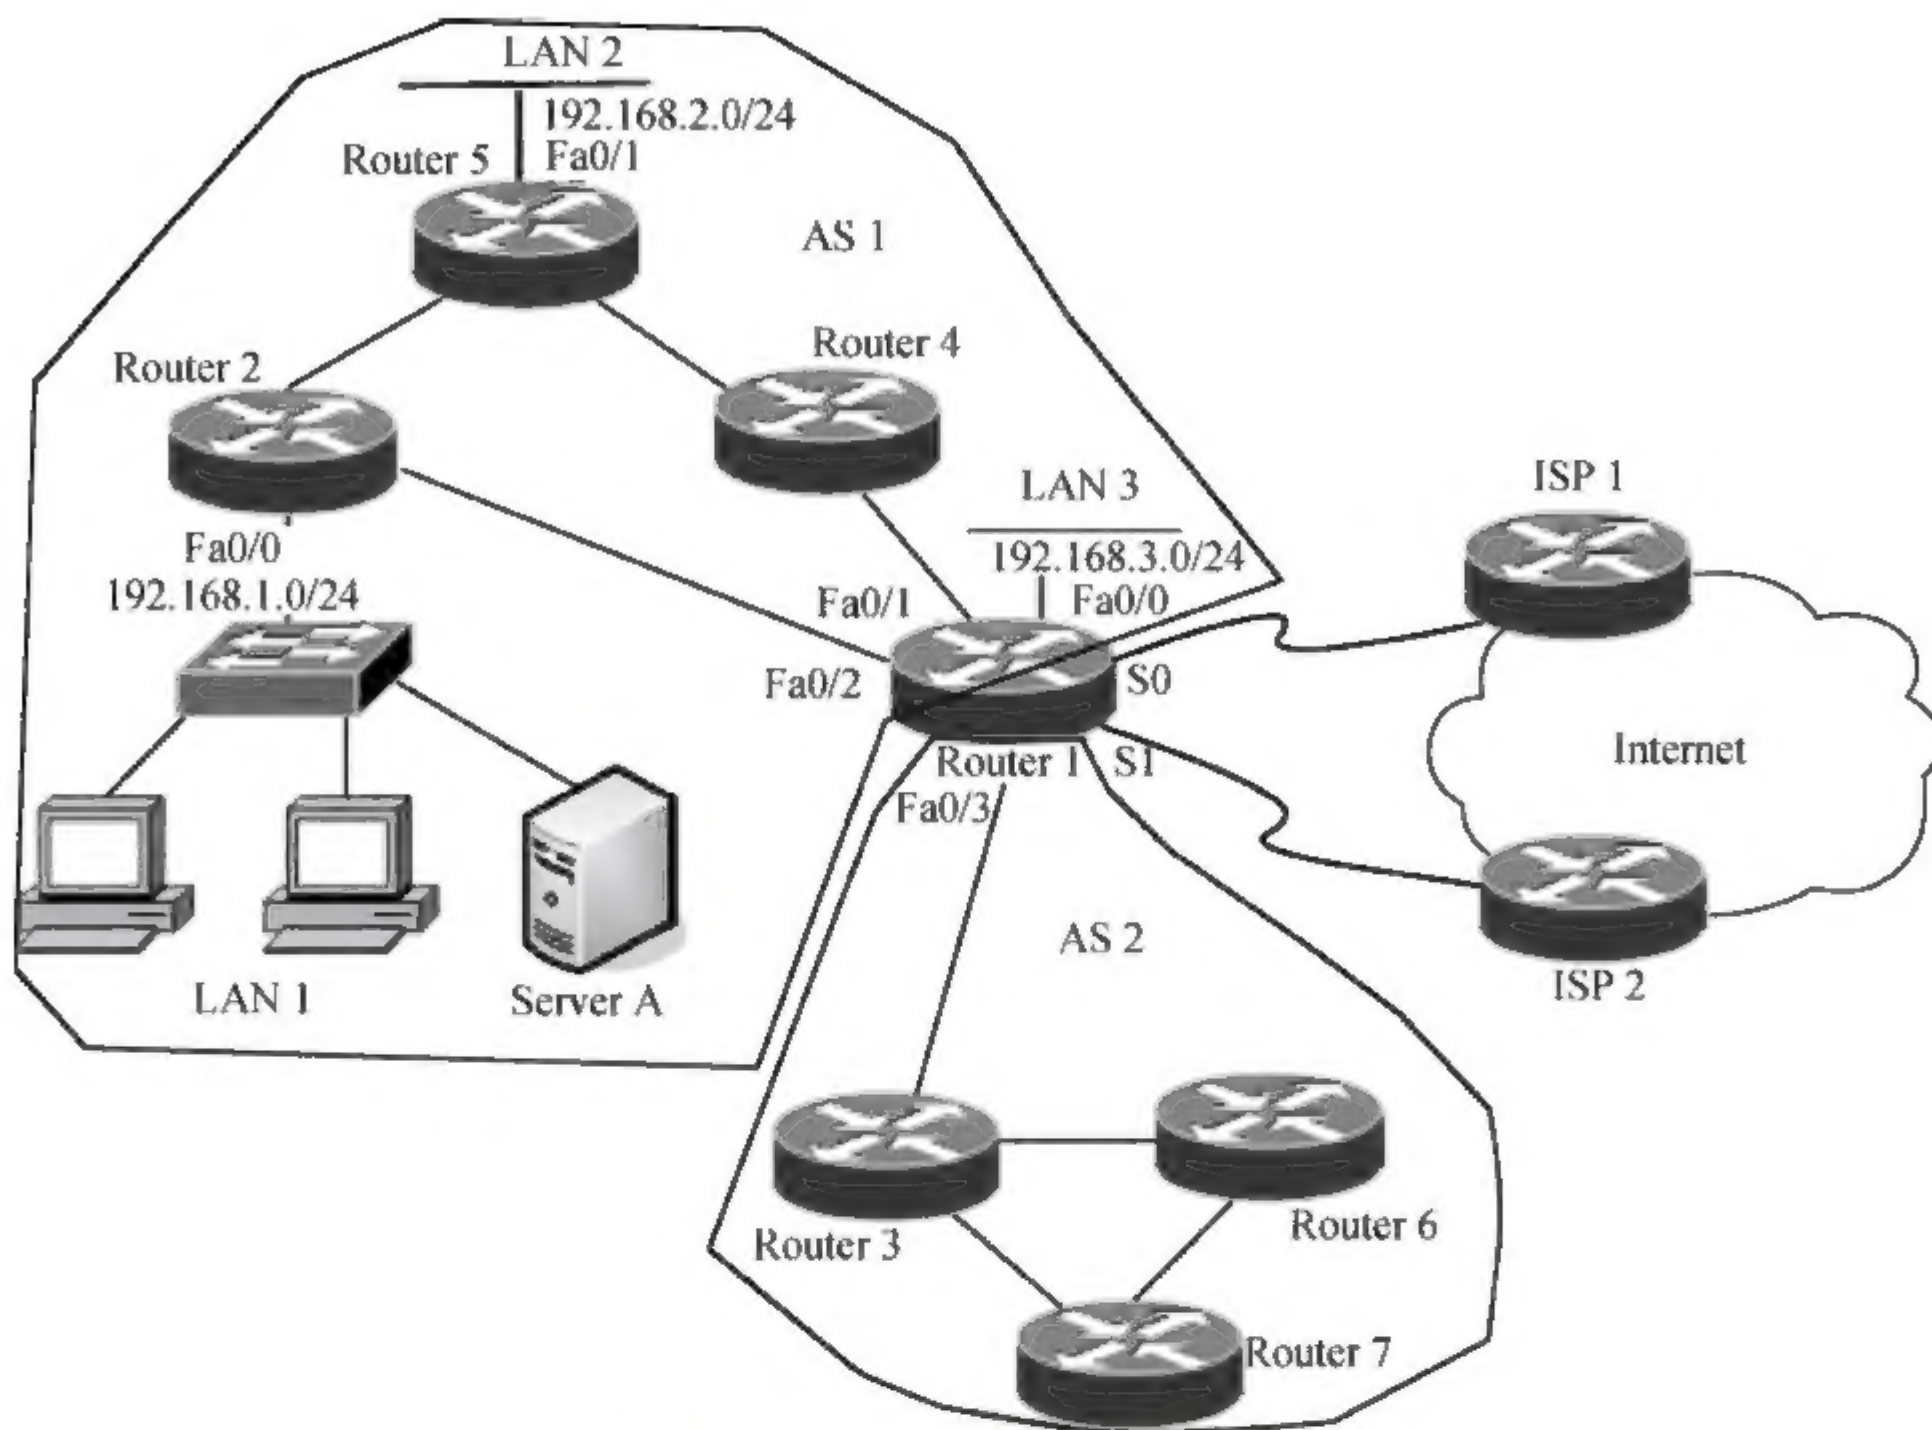 LAN 2
192.168.2.0/24
Router 5
Fa0/1
AS 1
Router 4
Router 2
ISP 1
LAN 3
Fa0/0
192.168.3.0/24
192.168.1.0/24
Fa0/1
Fa0/0
Fa0/2
S0
Internet
Router 1
S1
Fa0/3
AS 2
ISP 2
LAN 1
Server A
Router 3
Router 6
Router 7